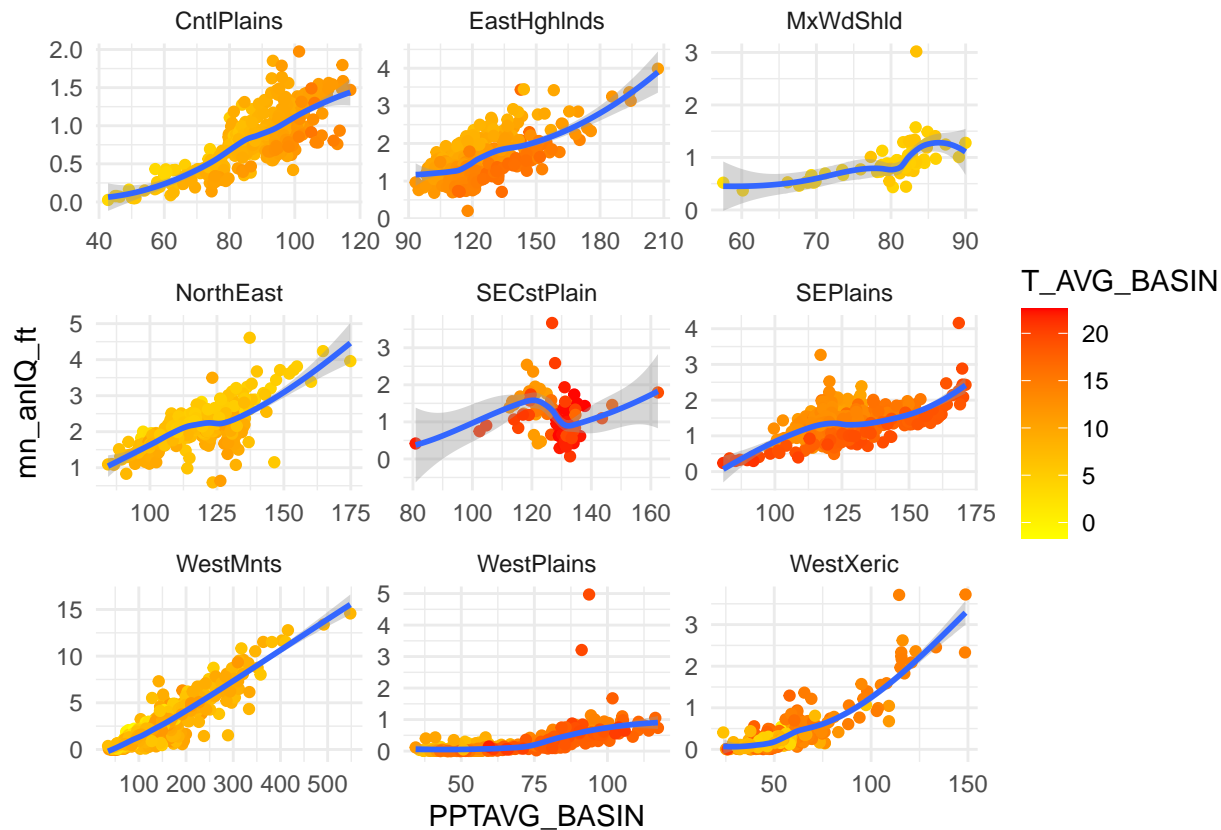 CntlPlains
EastHghlnds
MxWdShld
2.0
1.5
1.0
0.5
0.0
4
3
2
1
0
3
2
1
0
40 60 80 100 120
90 120 150 180 210
60 70 80 90
NorthEast
SECstPlain
SEPlains
5
4
3
2
1
3
2
1
0
4
3
2
1
0
100 125 150 175
80 100 120 140 160
100 125 150 175
WestMnts
WestPlains
WestXeric
15
10
5
0
5
4
3
2
1
0
3
2
1
0
100 200 300 400 500
50 75 100
50 100 150
mn_anlQ_ft
PPTAVG_BASIN
T_AVG_BASIN
20
15
10
5
0